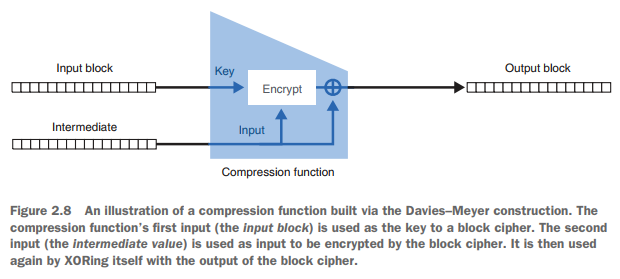 Input block
Key
Output block
Encrypt
Intermediate
Input
Compression function
Figure 2.8 An illustration of a compression function built via the Davies–Meyer construction. The
compression function's first input (the input block) is used as the key to a block cipher. The second
input (the intermediate value) is used as input to be encrypted by the block cipher. It is then used
again by XORing itself with the output of the block cipher.